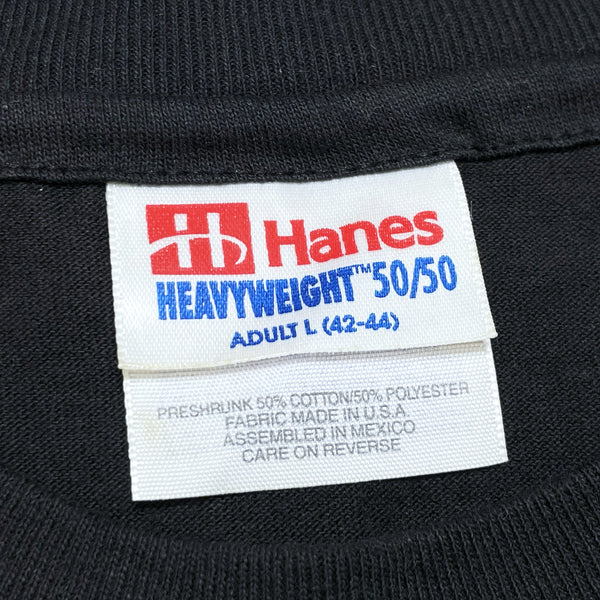 Hanes
HEAVYWEIGHT™ 50/50
ADULT L (42-44)
PRESHRUNK 50% COTTON/50% POLYESTER
FABRIC MADE IN U.S.A.
ASSEMBLED IN MEXICO
CARE ON REVERSE